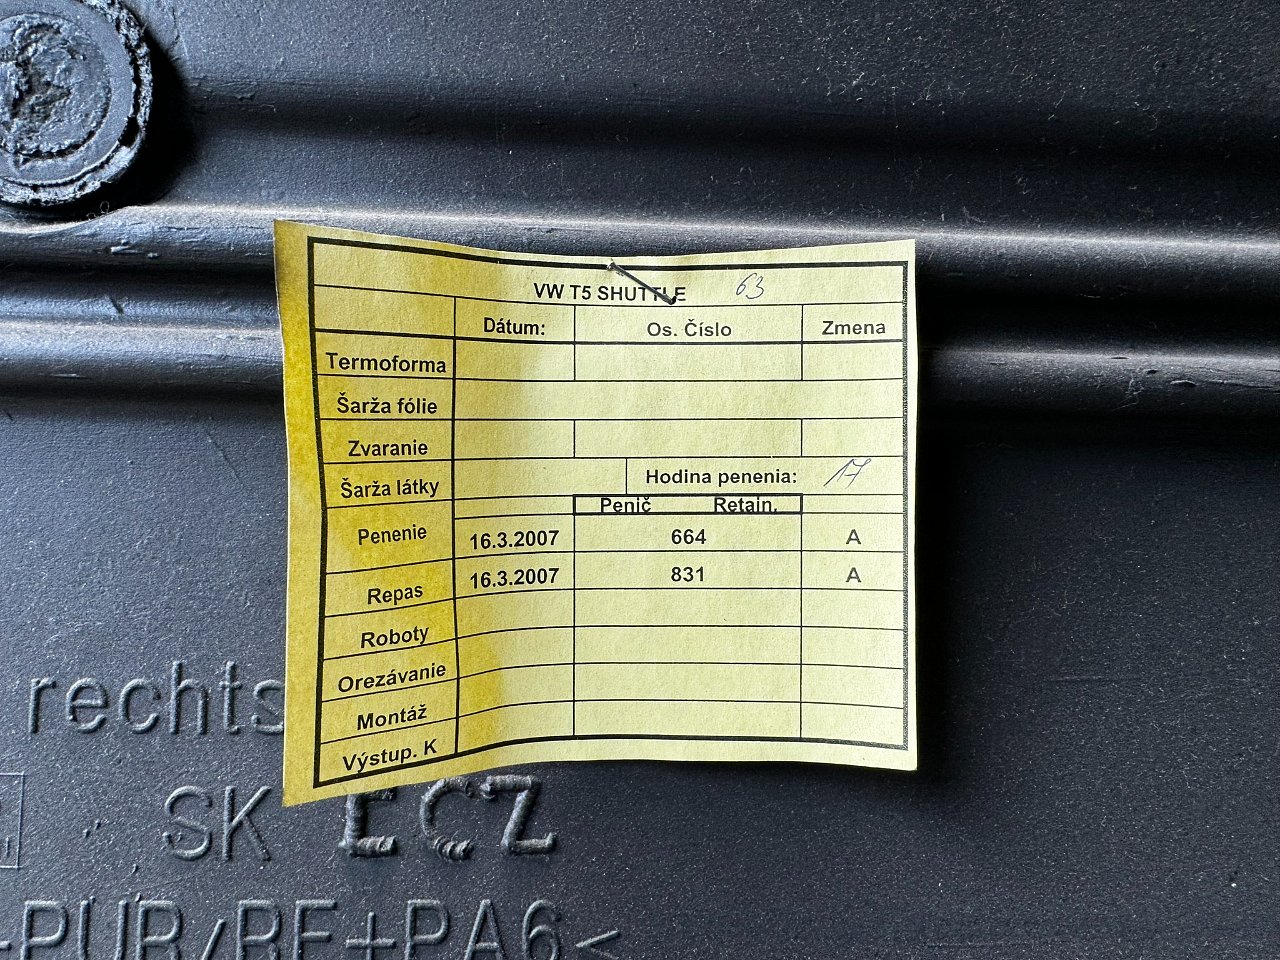 VW T5 SHUTTLE 63
Dátum: Os. Číslo Zmena
Termoforma
Šarža fólie
Zvaranie
Šarža látky Hodina penenia: 17
Penič Retain.
Penenie 16.3.2007 664 A
Repas 16.3.2007 831 A
Roboty
Orezávanie
Montáž
Výstup. K
rechts
SK ECZ
PUR/RF+PA6<